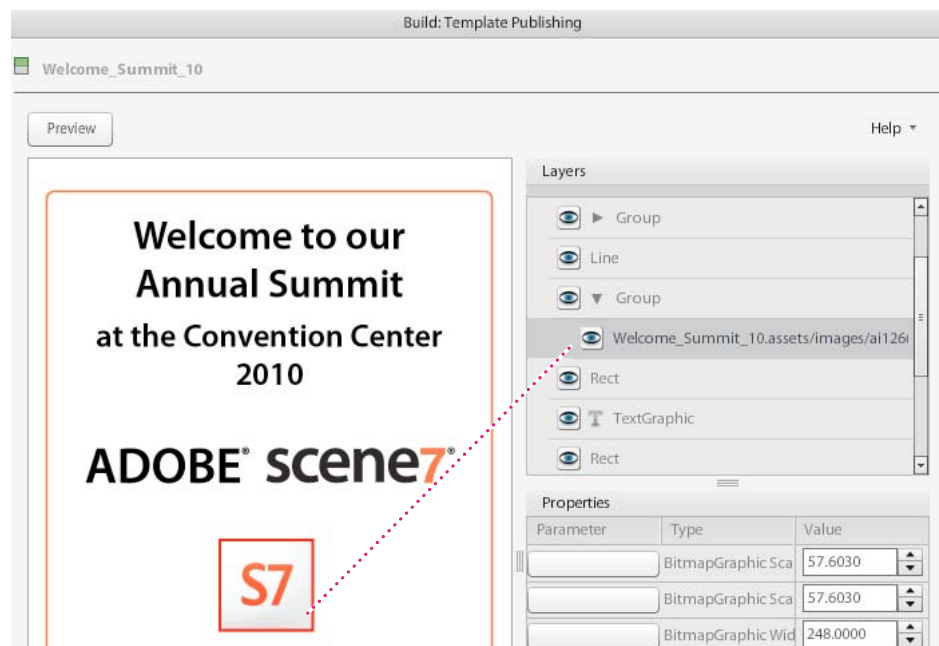 Build: Template Publishing
Welcome_Summit_10
Preview
Help
Welcome to our
Annual Summit
at the Convention Center
2010
ADOBE® scene7®
S7
Layers
Group
Line
Group
Welcome_Summit_10.assets/images/ai126
Rect
T TextGraphic
Rect
Properties
Parameter Type Value
BitmapGraphic Sca 57.6030
BitmapGraphic Sca 57.6030
BitmapGraphic Wid 248.0000